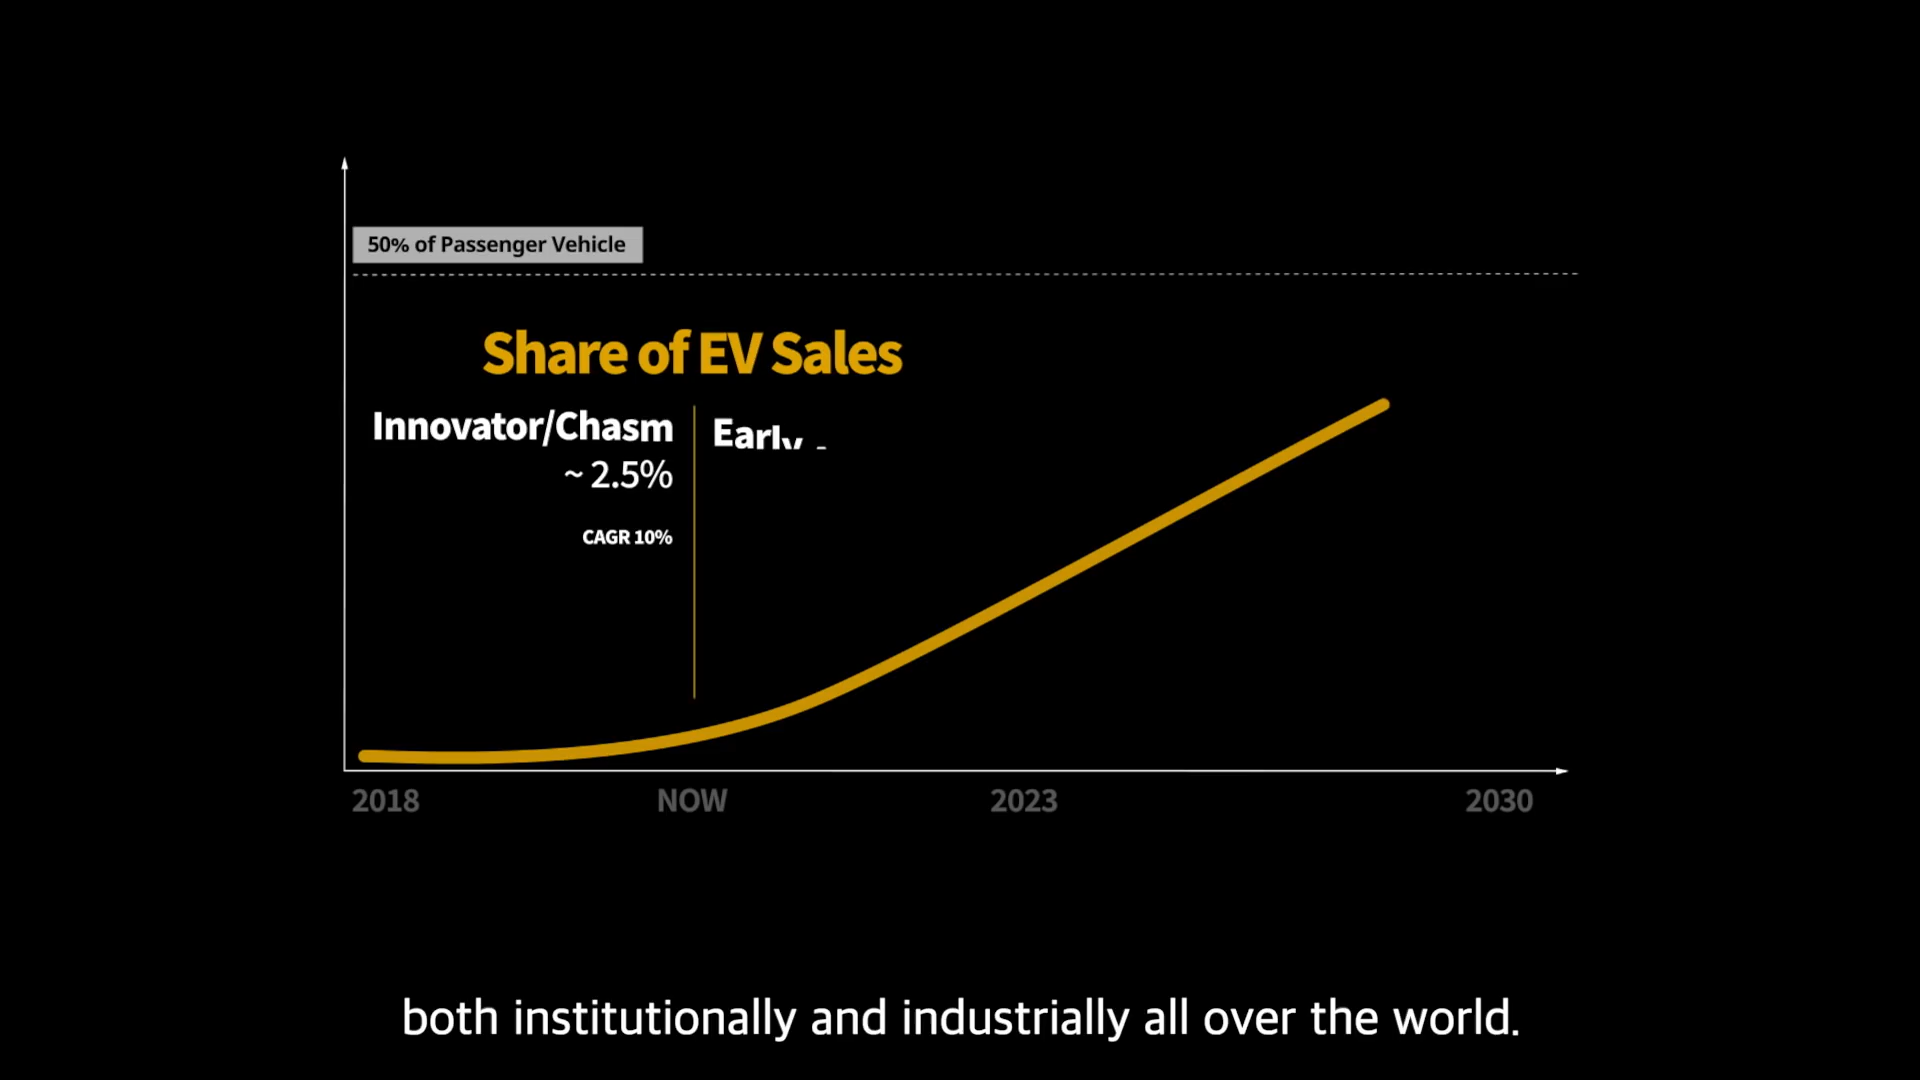 50% of Passenger Vehicle
Share of EV Sales
Innovator/Chasm
~ 2.5%
CAGR 10%
Early
2018
NOW
2023
2030
both institutionally and industrially all over the world.